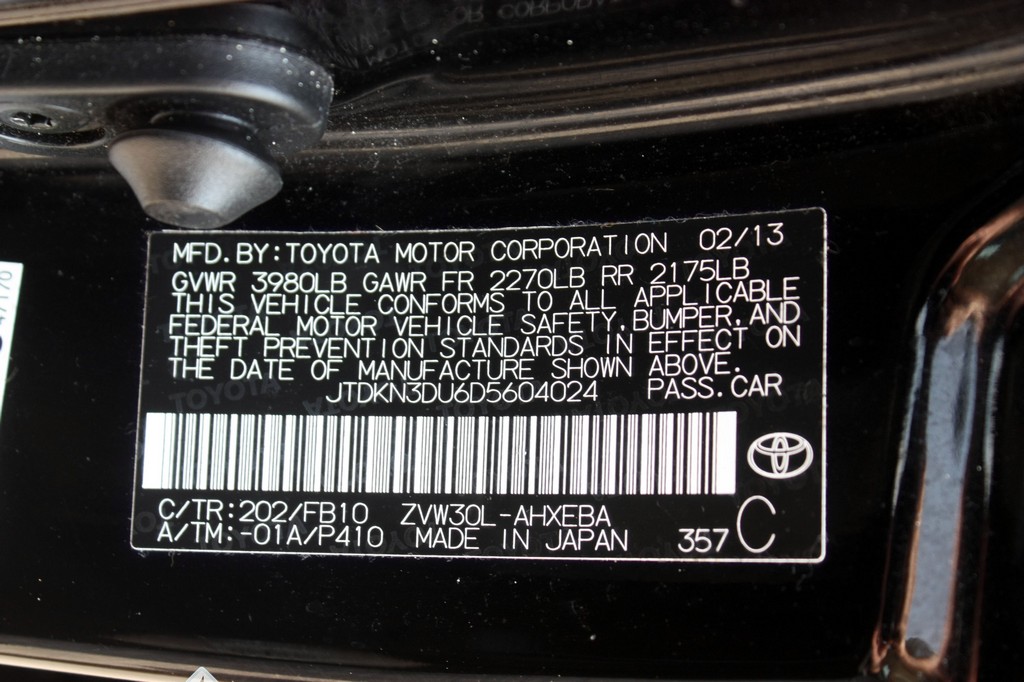 MFD. BY: TOYOTA MOTOR CORPORATION 02/13
GVWR 3980LB GAWR FR 2270LB RR 2175LB
THIS VEHICLE CONFORMS TO ALL APPLICABLE
FEDERAL MOTOR VEHICLE SAFETY, BUMPER, AND
THEFT PREVENTION STANDARDS IN EFFECT ON
THE DATE OF MANUFACTURE SHOWN ABOVE.
JTDKN3DU6D5604024 PASS. CAR
C/TR: 202/FB10 ZVW30L-AHXEBA
A/TM: -01A/P410 MADE IN JAPAN 357 C